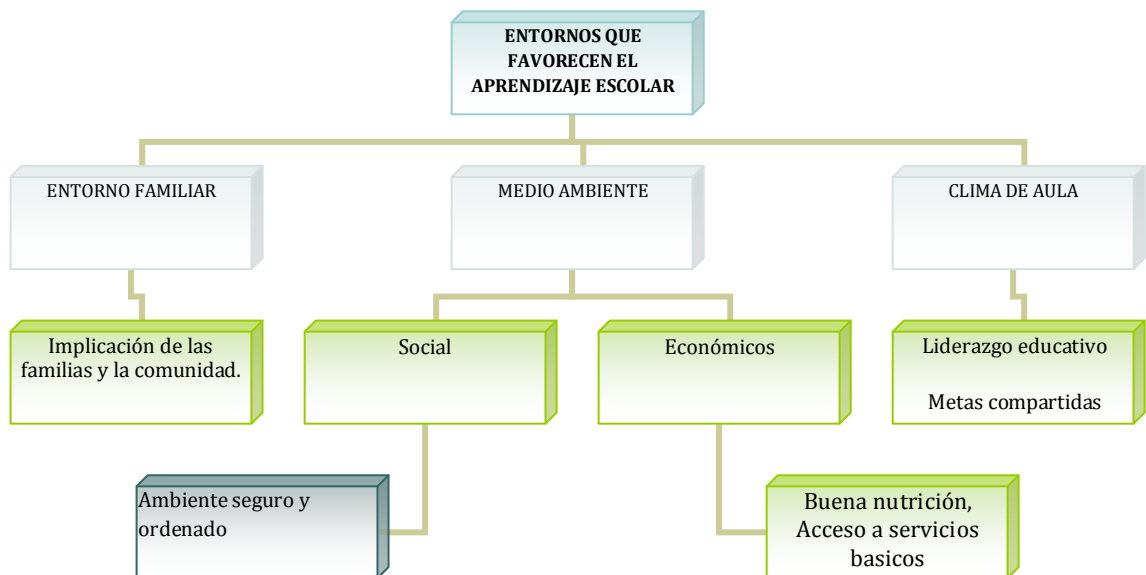 ENTORNOS QUE
FAVORECEN EL
APRENDIZAJE ESCOLAR
ENTORNO FAMILIAR
MEDIO AMBIENTE
CLIMA DE AULA
Implicación de las
familias y la comunidad.
Social
Económicos
Liderazgo educativo
Metas compartidas
Ambiente seguro y
ordenado
Buena nutrición,
Acceso a servicios
basicos